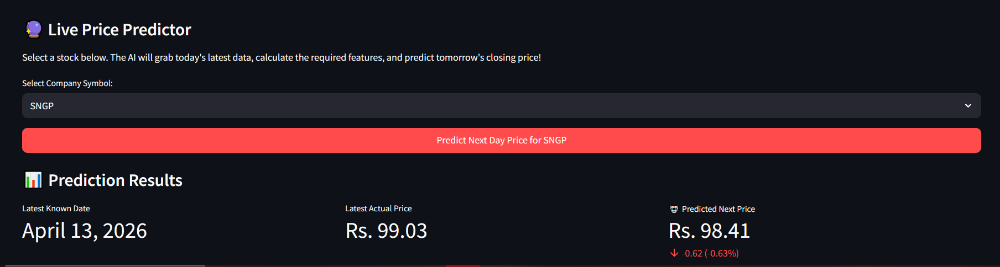 🔮 Live Price Predictor
Select a stock below. The AI will grab today's latest data, calculate the required features, and predict tomorrow's closing price!
Select Company Symbol:
SNGP
Predict Next Day Price for SNGP
📊 Prediction Results
Latest Known Date
April 13, 2026
Latest Actual Price
Rs. 99.03
🤖 Predicted Next Price
Rs. 98.41
↓ -0.62 (-0.63%)